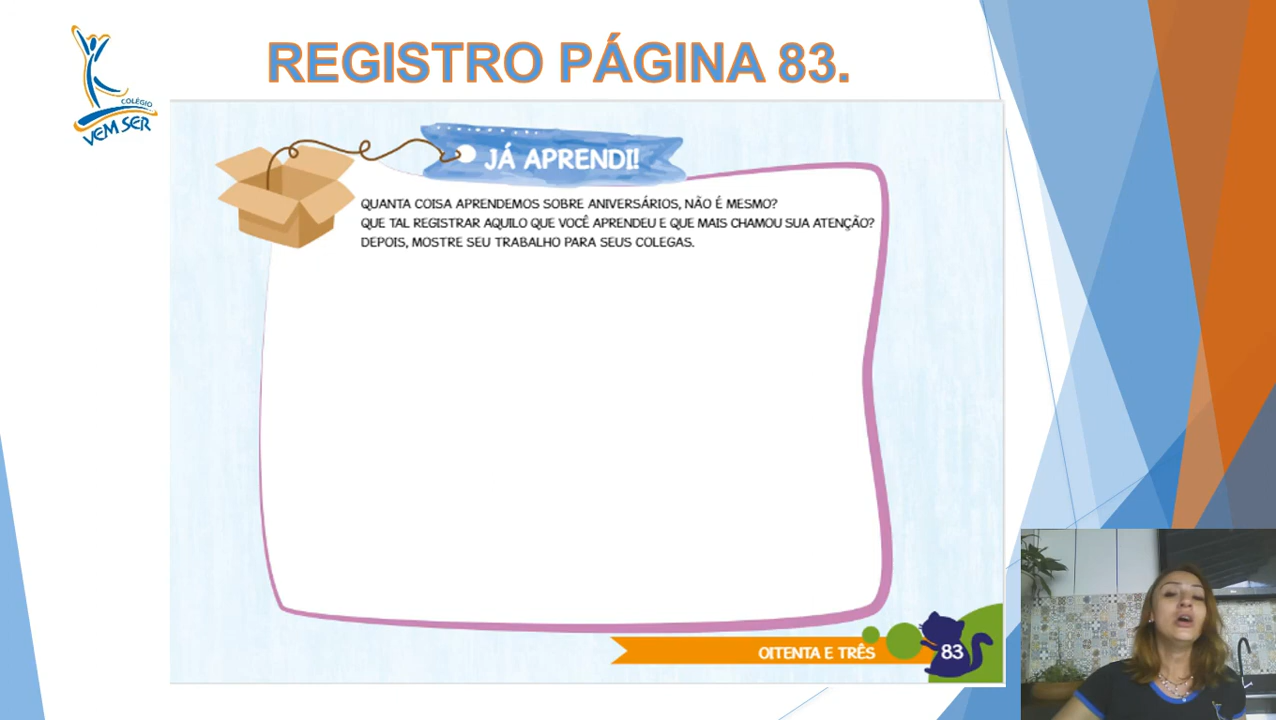 REGISTRO PÁGINA 83.
COLÉGIO
VEM SER
JÁ APRENDI!
QUANTA COISA APRENDEMOS SOBRE ANIVERSÁRIOS, NÃO É MESMO?
QUE TAL REGISTRAR AQUILO QUE VOCÊ APRENDEU E QUE MAIS CHAMOU SUA ATENÇÃO?
DEPOIS, MOSTRE SEU TRABALHO PARA SEUS COLEGAS.
OITENTA E TRÊS
83